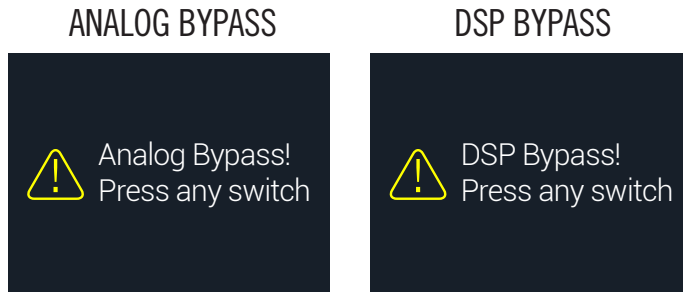 ANALOG BYPASS
Analog Bypass!
Press any switch
DSP BYPASS
DSP Bypass!
Press any switch